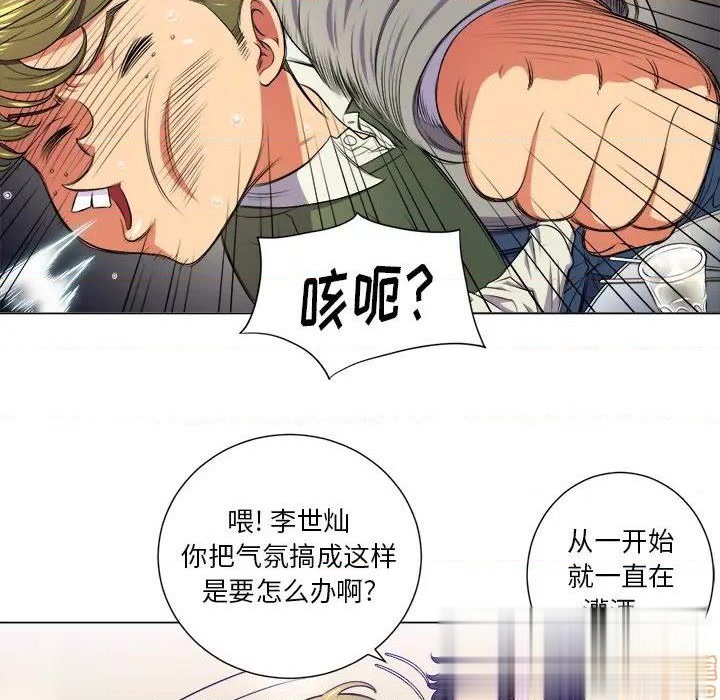 咳呃?
喂! 李世灿
你把气氛搞成这样
是要怎么办啊?
从一开始
就一直在